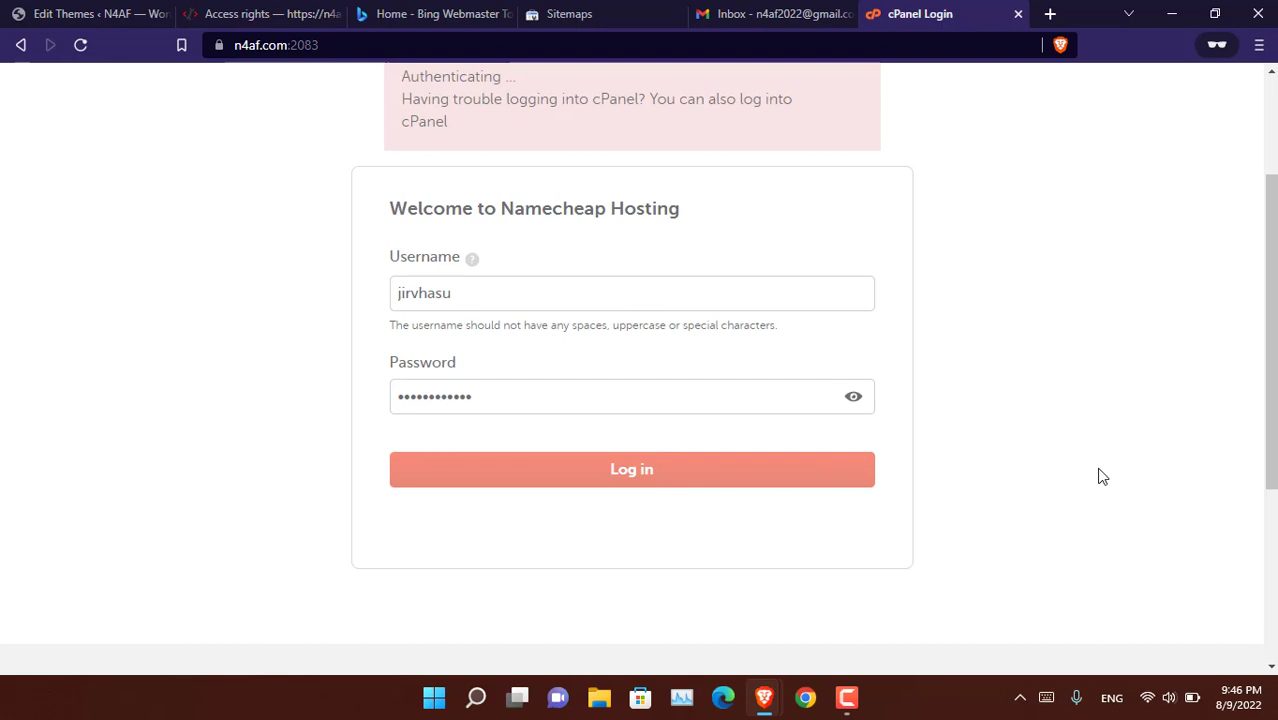 Edit Themes < N4AF — Wor
Access rights — https://n4a
Home - Bing Webmaster To
Sitemaps
Inbox - n4af2022@gmail.co
cPanel Login
n4af.com:2083
Authenticating ...
Having trouble logging into cPanel? You can also log into
cPanel
Welcome to Namecheap Hosting
Username ?
jirvhasu
The username should not have any spaces, uppercase or special characters.
Password
••••••••••••
Log in
ENG
9:46 PM
8/9/2022